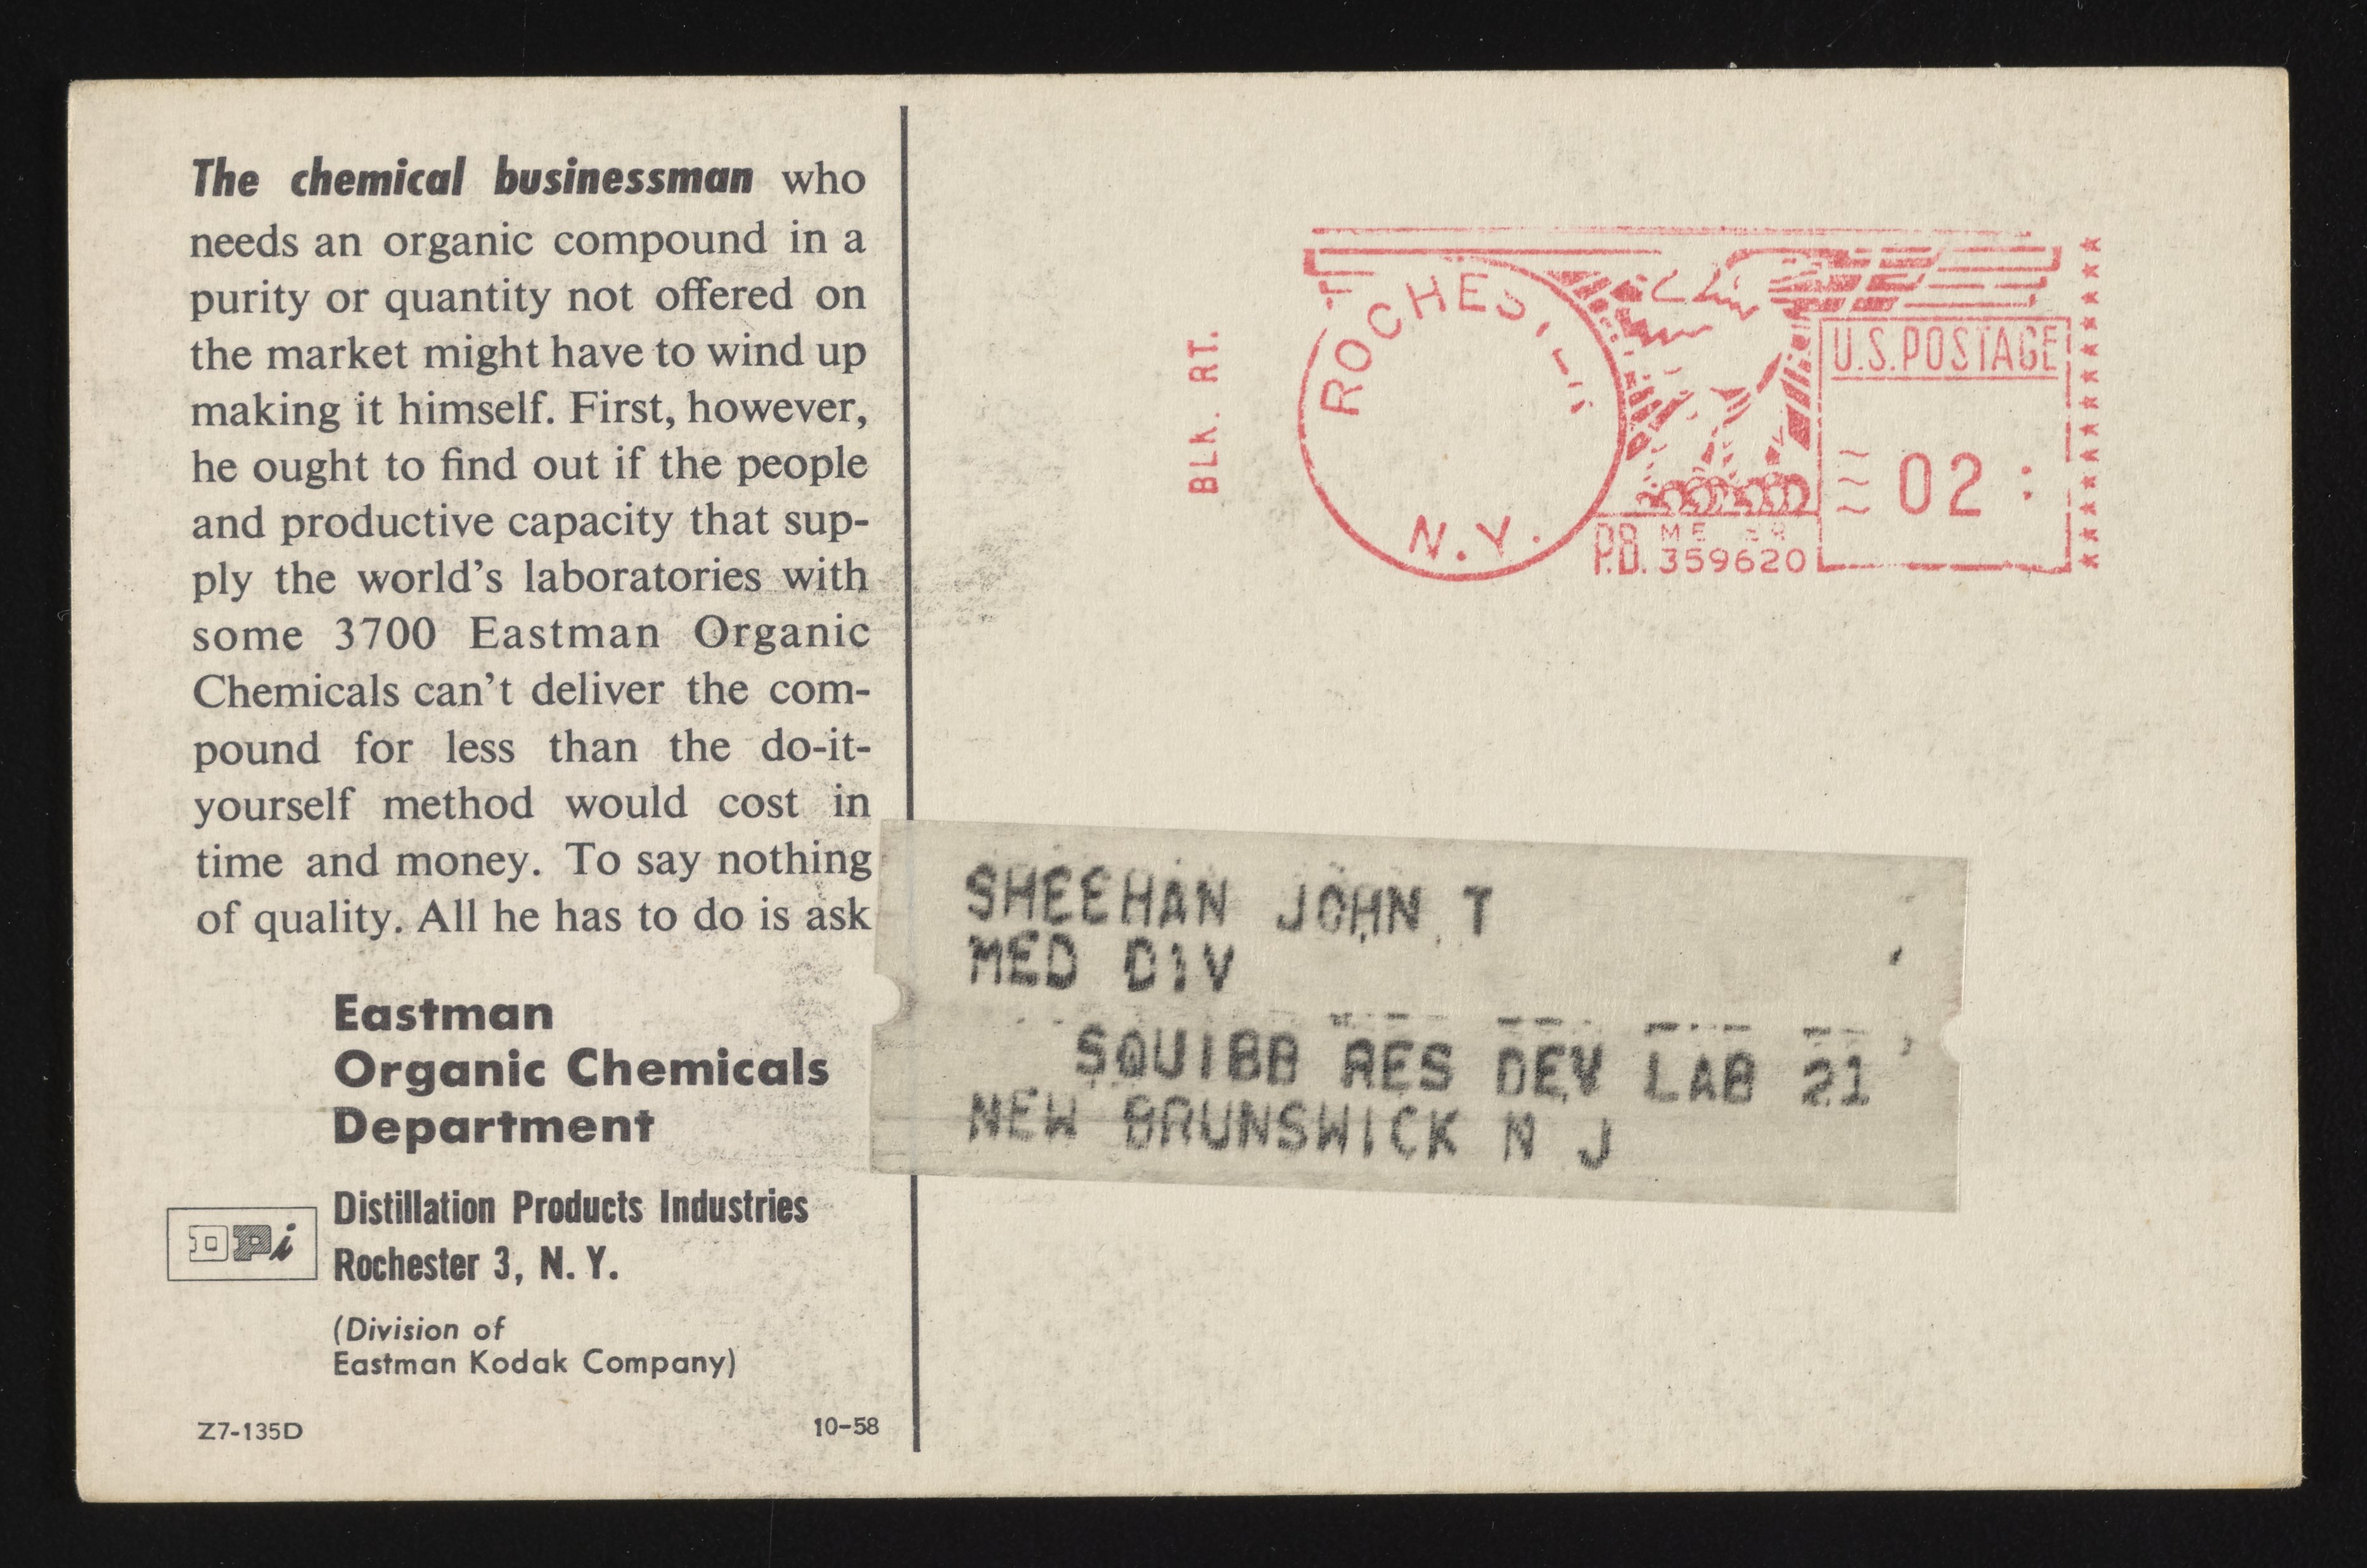 The chemical businessman who
needs an organic compound in a
purity or quantity not offered on
the market might have to wind up
making it himself. First, however,
he ought to find out if the people
and productive capacity that sup-
ply the world's laboratories with
some 3700 Eastman Organic
Chemicals can't deliver the com-
pound for less than the do-it-
yourself method would cost in
time and money. To say nothing
of quality. All he has to do is ask
Eastman
Organic Chemicals
Department
DPi
Distillation Products Industries
Rochester 3, N. Y.
(Division of
Eastman Kodak Company)
Z7-135D
10-58
BLK. RT.
N.Y.
U.S. POSTAGE
02
P.B. METER
359620
SHEEHAN JOHN T
MED DIV
SQUIBB RES DEV LAB 21
NEW BRUNSWICK N J